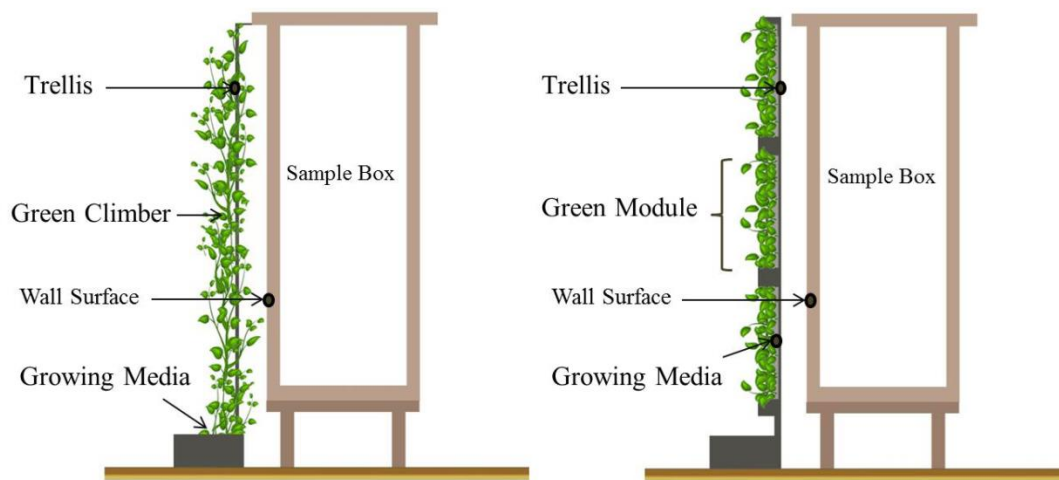 Trellis
Sample Box
Green Climber
Wall Surface
Growing Media
Trellis
Sample Box
Green Module
Wall Surface
Growing Media